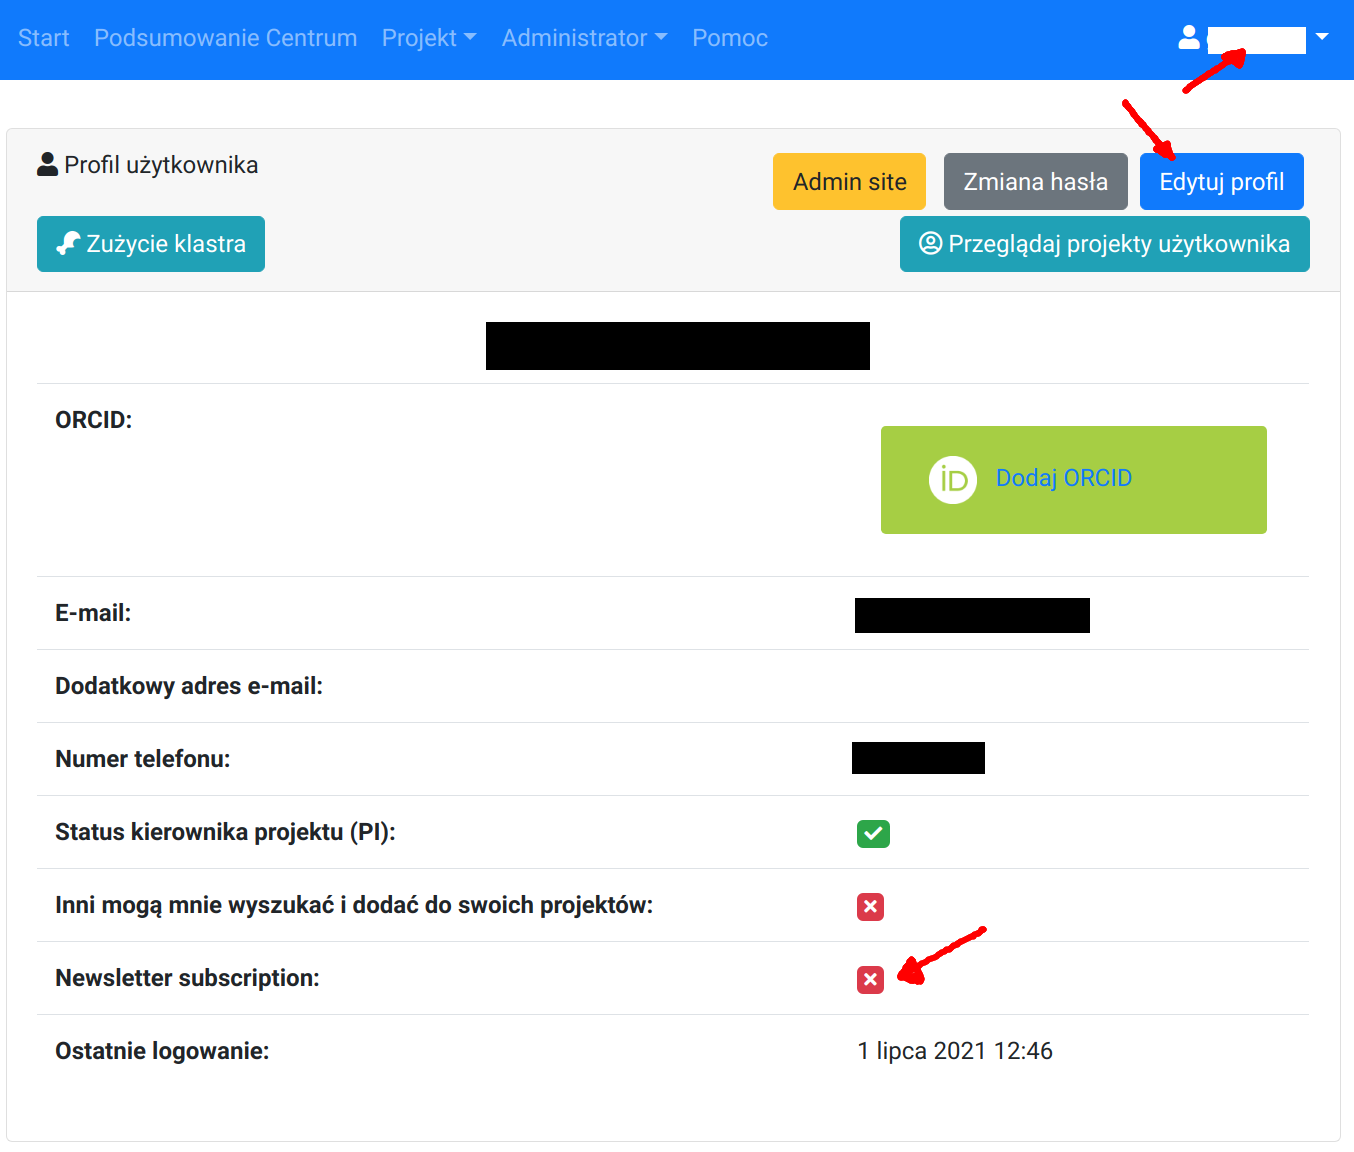 Start Podsumowanie Centrum Projekt Administrator Pomoc
Profil użytkownika
Admin site Zmiana hasła Edytuj profil
Zużycie klastra Przeglądaj projekty użytkownika
ORCID:
iD Dodaj ORCID
E-mail:
Dodatkowy adres e-mail:
Numer telefonu:
Status kierownika projektu (PI):
Inni mogą mnie wyszukać i dodać do swoich projektów:
Newsletter subscription:
Ostatnie logowanie: 1 lipca 2021 12:46